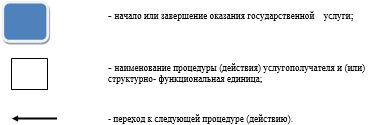 - начало или завершение оказания государственной услуги;
- наименование процедуры (действия) услугополучателя и (или)
структурно- функциональная единица;
- переход к следующей процедуре (действию).